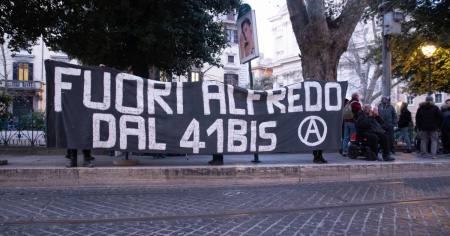 FUORI ALFREDO
DAL 41BIS Ⓐ